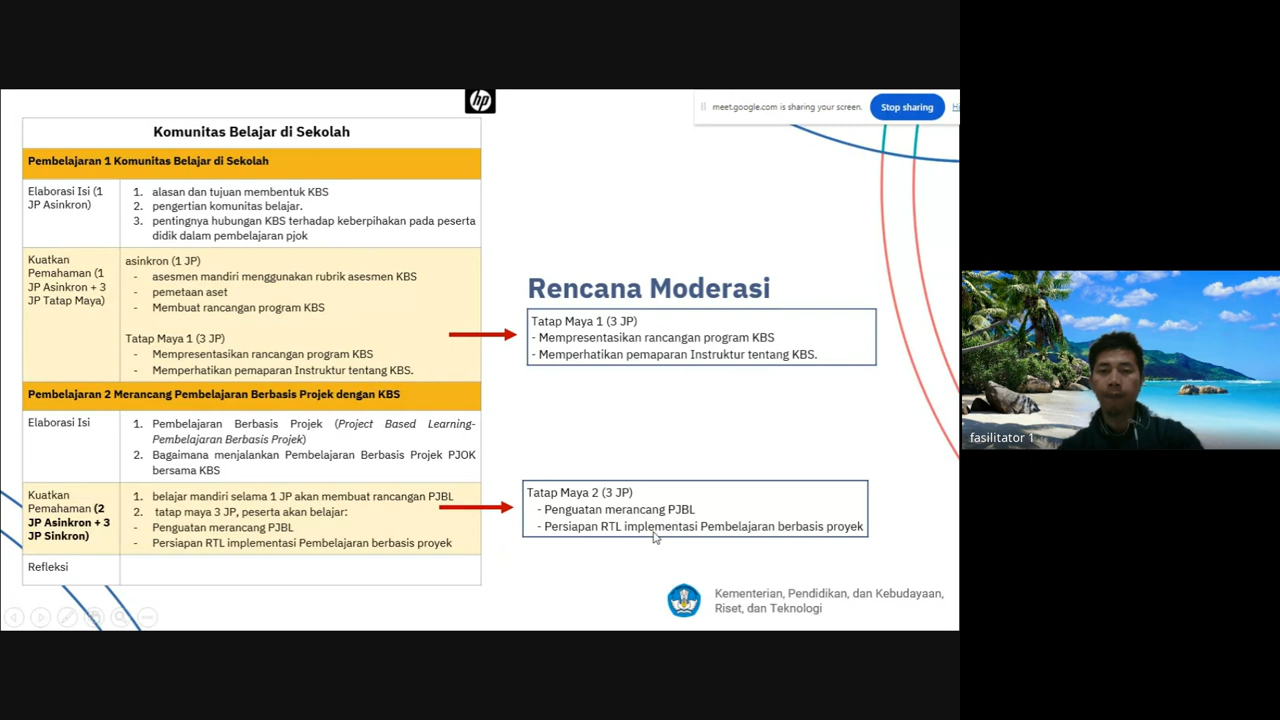 hp
meet.google.com is sharing your screen.
Stop sharing
Komunitas Belajar di Sekolah
Pembelajaran 1 Komunitas Belajar di Sekolah
Elaborasi Isi (1
JP Asinkron)
1. alasan dan tujuan membentuk KBS
2. pengertian komunitas belajar.
3. pentingnya hubungan KBS terhadap keberpihakan pada peserta
didik dalam pembelajaran pjok
Kuatkan
Pemahaman (1
JP Asinkron + 3
JP Tatap Maya)
asinkron (1 JP)
- asesmen mandiri menggunakan rubrik asesmen KBS
- pemetaan aset
- Membuat rancangan program KBS
Tatap Maya 1 (3 JP)
- Mempresentasikan rancangan program KBS
- Memperhatikan pemaparan Instruktur tentang KBS.
Pembelajaran 2 Merancang Pembelajaran Berbasis Projek dengan KBS
Elaborasi Isi
1. Pembelajaran Berbasis Projek (Project Based Learning-
Pembelajaran Berbasis Projek)
2. Bagaimana menjalankan Pembelajaran Berbasis Projek PJOK
bersama KBS
Kuatkan
Pemahaman (2
JP Asinkron + 3
JP Sinkron)
1. belajar mandiri selama 1 JP akan membuat rancangan PJBL
2. tatap maya 3 JP, peserta akan belajar:
- Penguatan merancang PJBL
- Persiapan RTL implementasi Pembelajaran berbasis proyek
Refleksi
Rencana Moderasi
Tatap Maya 1 (3 JP)
- Mempresentasikan rancangan program KBS
- Memperhatikan pemaparan Instruktur tentang KBS.
Tatap Maya 2 (3 JP)
- Penguatan merancang PJBL
- Persiapan RTL implementasi Pembelajaran berbasis proyek
Kementerian, Pendidikan, dan Kebudayaan,
Riset, dan Teknologi
fasilitator 1